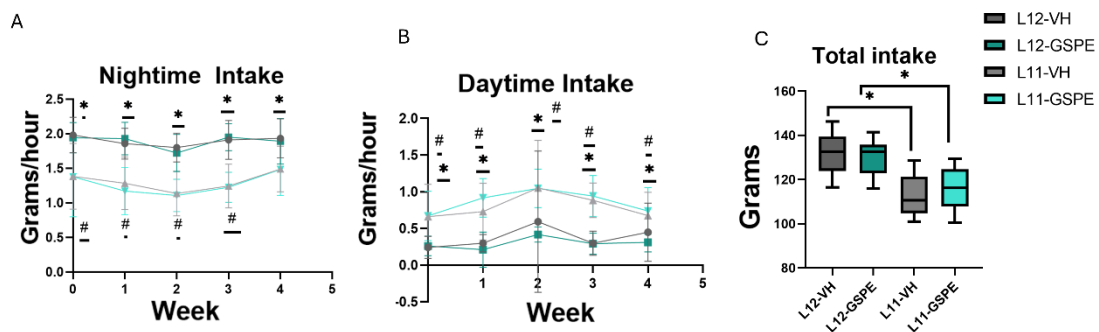 A
Nightime Intake
Grams/hour
2.5
2.0
1.5
1.0
0.5
0.0
* * * * *
# # # #
0 1 2 3 4 5
Week
B
Daytime Intake
Grams/hour
2.0
1.5
1.0
0.5
0.0
-0.5
# # * # # #
* * * *
1 2 3 4 5
Week
C
Total intake
Grams
160
140
120
100
80
*
*
L12-VH
L12-GSPE
L11-VH
L11-GSPE
L12-VH
L12-GSPE
L11-VH
L11-GSPE